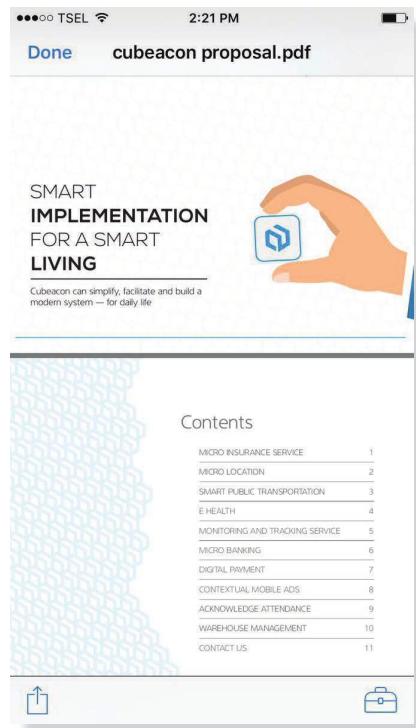 TSEL 2:21 PM
Done cubeacon proposal.pdf
SMART
IMPLEMENTATION
FOR A SMART
LIVING
Cubeacon can simplify, facilitate and build a
modern system — for daily life
Contents
MICRO INSURANCE SERVICE 1
MICRO LOCATION 2
SMART PUBLIC TRANSPORTATION 3
E HEALTH 4
MONITORING AND TRACKING SERVICE 5
MICRO BANKING 6
DIGITAL PAYMENT 7
CONTEXTUAL MOBILE ADS 8
ACKNOWLEDGE ATTENDANCE 9
WAREHOUSE MANAGEMENT 10
CONTACT US 11